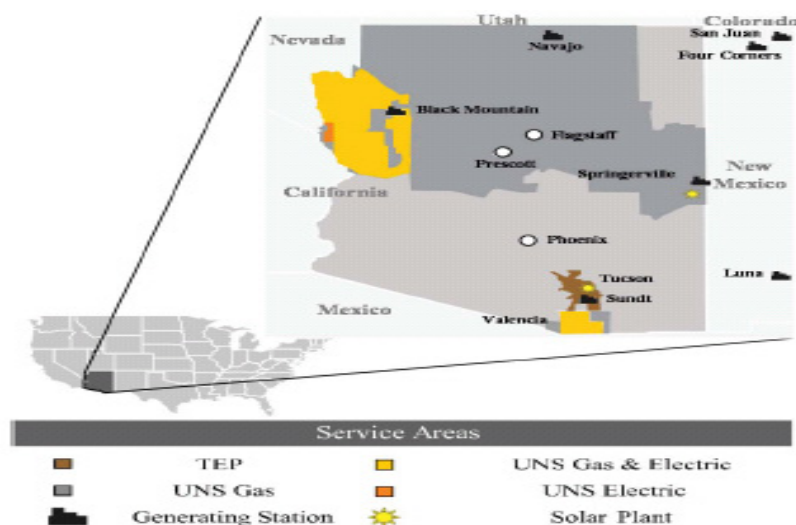 Utah
Colorado
Nevada
San Juan
Navajo
Four Corners
Black Mountain
Flagstaff
Prescott
Springerville
New
Mexico
California
Phoenix
Tucson
Luna
Sundt
Mexico
Valencia
Service Areas
TEP
UNS Gas & Electric
UNS Gas
UNS Electric
Generating Station
Solar Plant